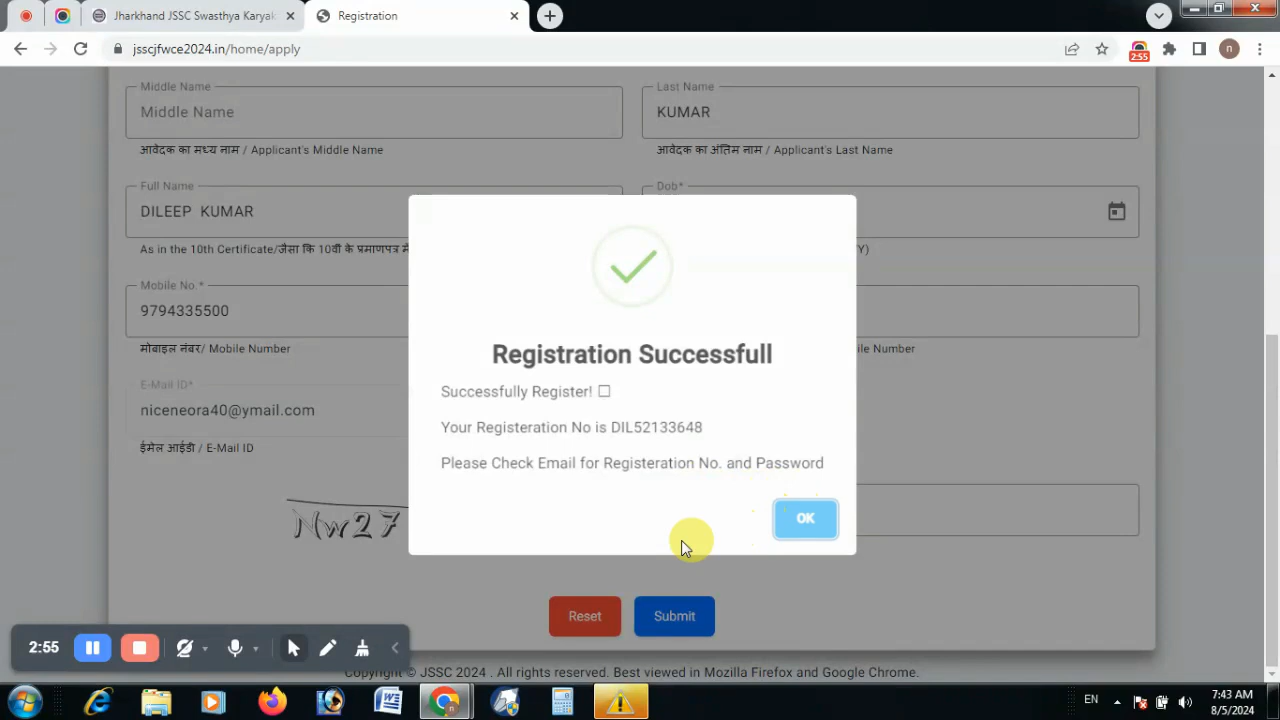 Jharkhand JSSC Swasthya Karyak
Registration
jsscjfwce2024.in/home/apply
2:55
n
Middle Name
Middle Name
आवेदक का मध्य नाम / Applicant's Middle Name
Last Name
KUMAR
आवेदक का अंतिम नाम / Applicant's Last Name
Full Name
DILEEP KUMAR
As in the 10th Certificate/जैसा कि 10वीं के प्रमाणपत्र में
Dob*
Y)
Mobile No.*
9794335500
मोबाइल नंबर/ Mobile Number
ile Number
E-Mail ID*
niceneora40@ymail.com
ईमेल आईडी / E-Mail ID
Registration Successfull
Successfully Register! ☐
Your Registeration No is DIL52133648
Please Check Email for Registeration No. and Password
OK
Nw27
Reset
Submit
2:55
Copyright © JSSC 2024 . All rights reserved. Best viewed in Mozilla Firefox and Google Chrome.
n
EN
7:43 AM
8/5/2024